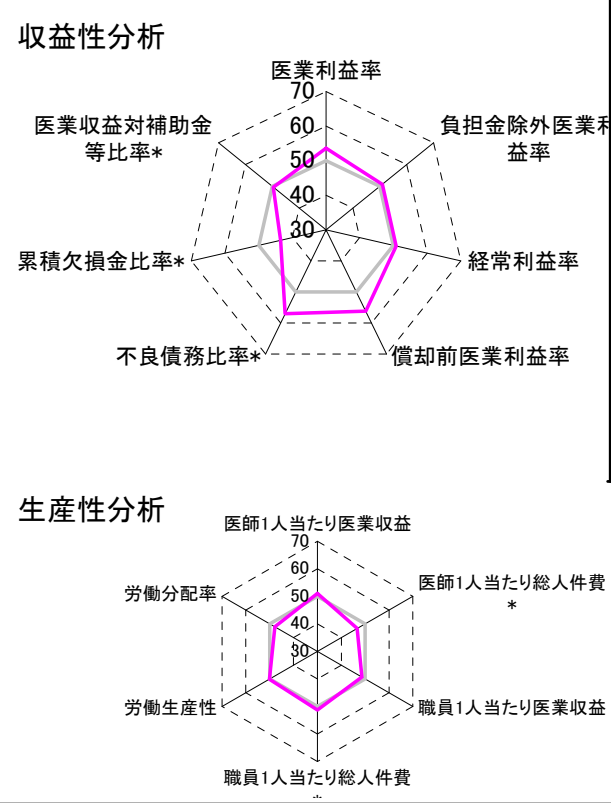 収益性分析
医業利益率
70
60
50
40
30
負担金除外医業利
益率
経常利益率
償却前医業利益率
不良債務比率*
累積欠損金比率*
医業収益対補助金
等比率*
生産性分析
医師1人当たり医業収益
70
60
50
40
30
医師1人当たり総人件費
*
職員1人当たり医業収益
職員1人当たり総人件費
*
労働生産性
労働分配率